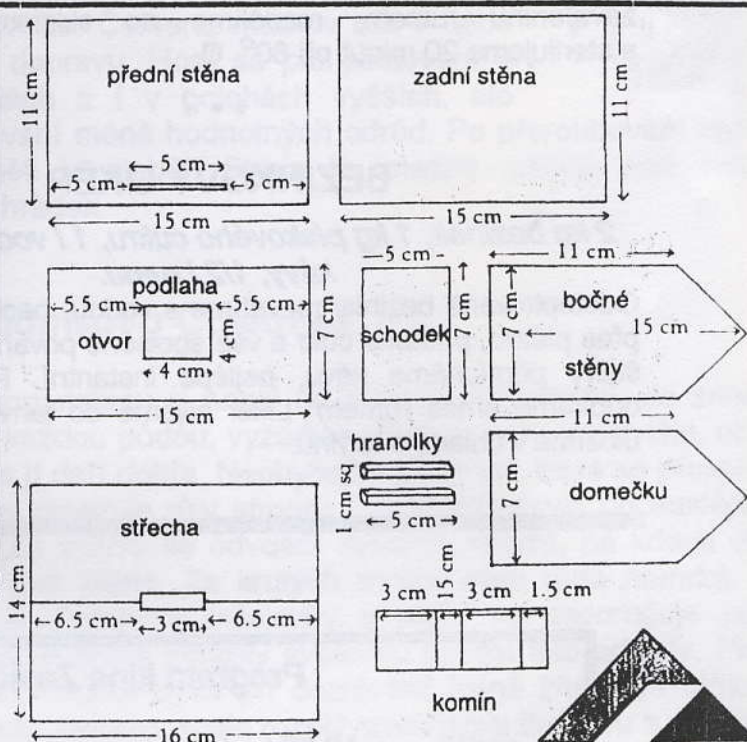 přední stěna
11 cm
5 cm
5 cm
5 cm
15 cm
zadní stěna
11 cm
15 cm
podlaha
5.5 cm
5.5 cm
otvor
4 cm
4 cm
7 cm
15 cm
5 cm
schodek
7 cm
11 cm
bočné
7 cm
15 cm
stěny
11 cm
7 cm
domečku
hranolky
1 cm sq
5 cm
střecha
14 cm
6.5 cm
3 cm
6.5 cm
16 cm
3 cm
15 cm
3 cm
1.5 cm
komín